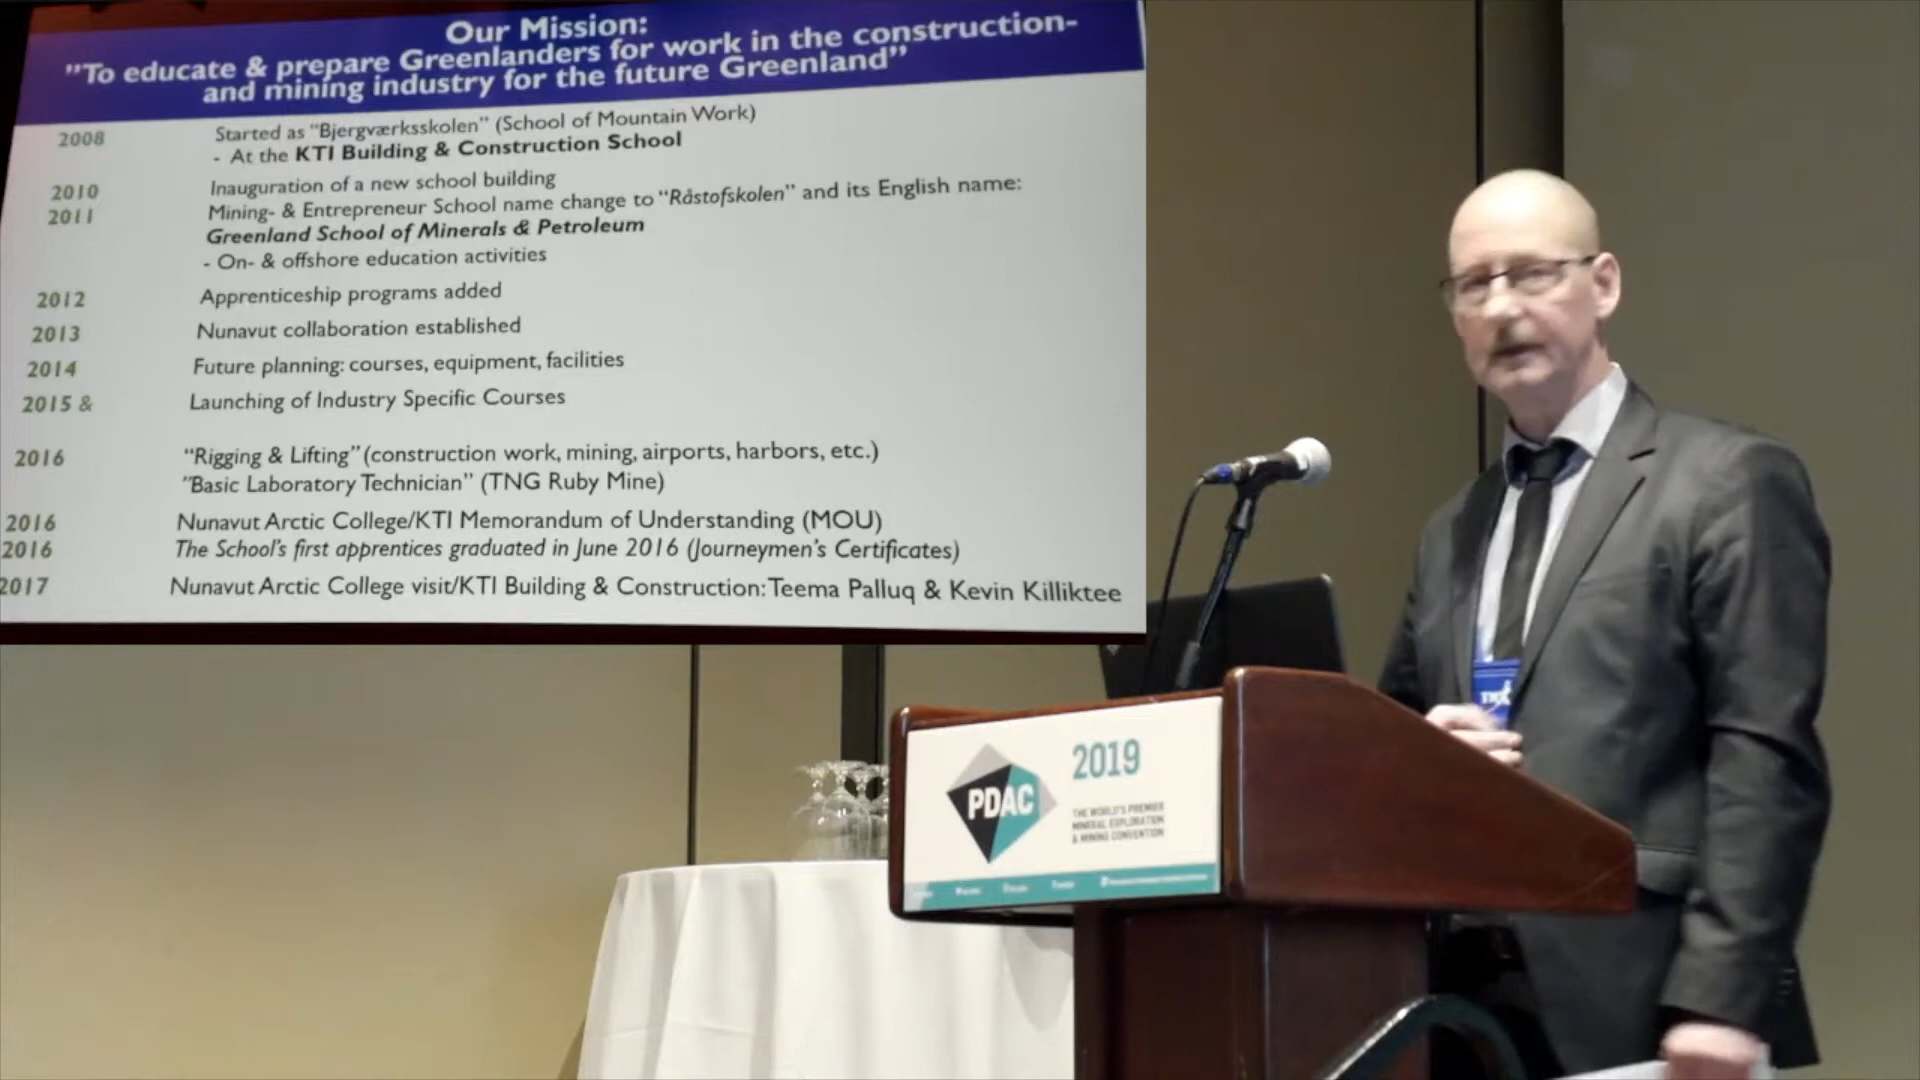 Our Mission:
"To educate & prepare Greenlanders for work in the construction-
and mining industry for the future Greenland"
2008 Started as "Bjergværksskolen" (School of Mountain Work)
- At the KTI Building & Construction School
2010 Inauguration of a new school building
2011 Mining- & Entrepreneur School name change to "Råstofskolen" and its English name:
Greenland School of Minerals & Petroleum
- On- & offshore education activities
2012 Apprenticeship programs added
2013 Nunavut collaboration established
2014 Future planning: courses, equipment, facilities
2015 & Launching of Industry Specific Courses
2016 "Rigging & Lifting" (construction work, mining, airports, harbors, etc.)
"Basic Laboratory Technician" (TNG Ruby Mine)
2016 Nunavut Arctic College/KTI Memorandum of Understanding (MOU)
2016 The School's first apprentices graduated in June 2016 (Journeymen's Certificates)
2017 Nunavut Arctic College visit/KTI Building & Construction: Teema Palluq & Kevin Killiktee
PDAC
2019
THE WORLD'S PREMIER
MINERAL EXPLORATION
& MINING CONVENTION